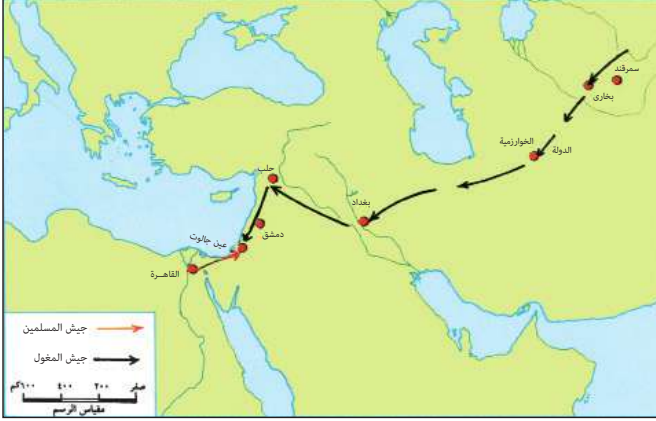 سمرقند
بخارى
الخوارزمية
الدولة
حلب
بغداد
دمشق
عين جالوت
القاهـرة
جيش المسلمين
جيش المغول
صفر ٢٠٠ ٤٠٠ ٦٠٠كم
مقياس الرسم